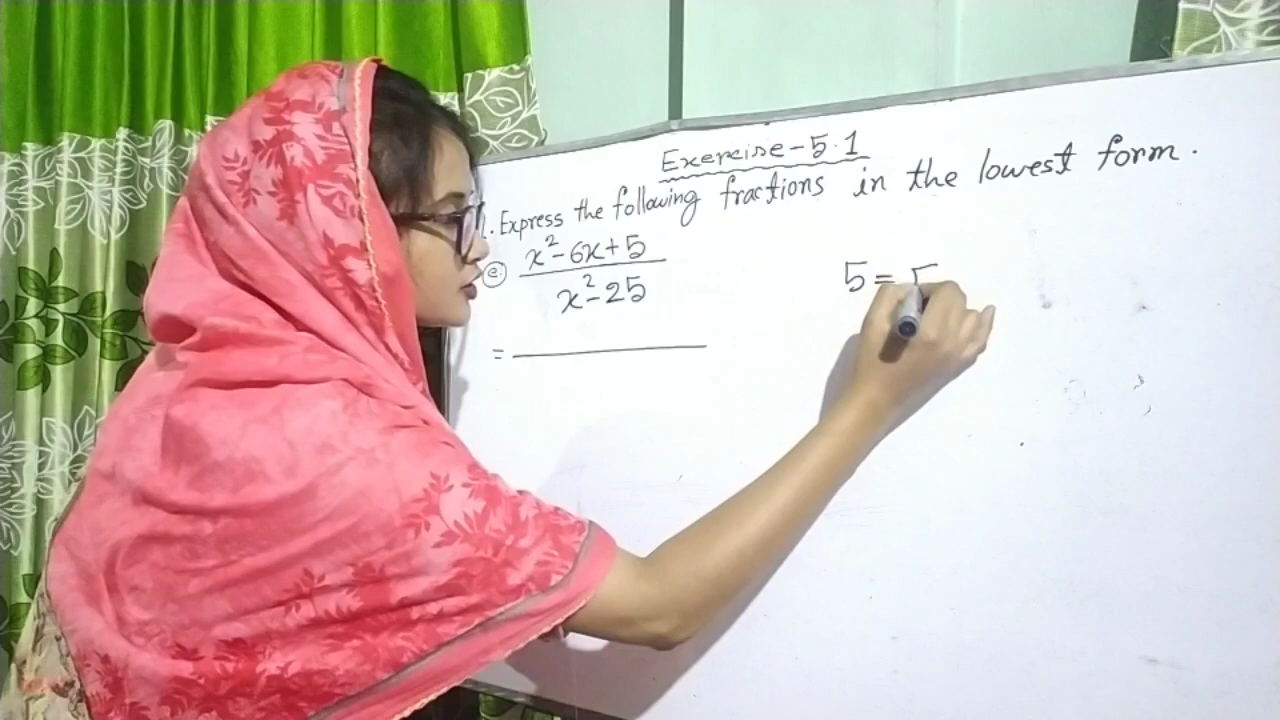 Exercise-5.1
1. Express the following fractions in the lowest form.
(e) x²-6x+5
x²-25
5=5
=